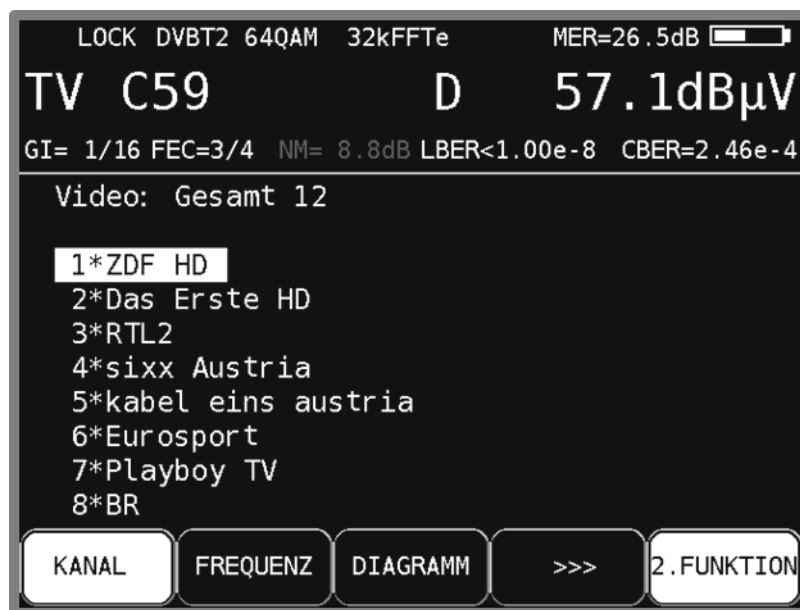 LOCK DVBT2 64QAM 32kFFTe MER=26.5dB
TV C59 D 57.1dBµV
GI= 1/16 FEC=3/4 NM= 8.8dB LBER<1.00e-8 CBER=2.46e-4
Video: Gesamt 12
1*ZDF HD
2*Das Erste HD
3*RTL2
4*sixx Austria
5*kabel eins austria
6*Eurosport
7*Playboy TV
8*BR
KANAL FREQUENZ DIAGRAMM >>> 2.FUNKTION